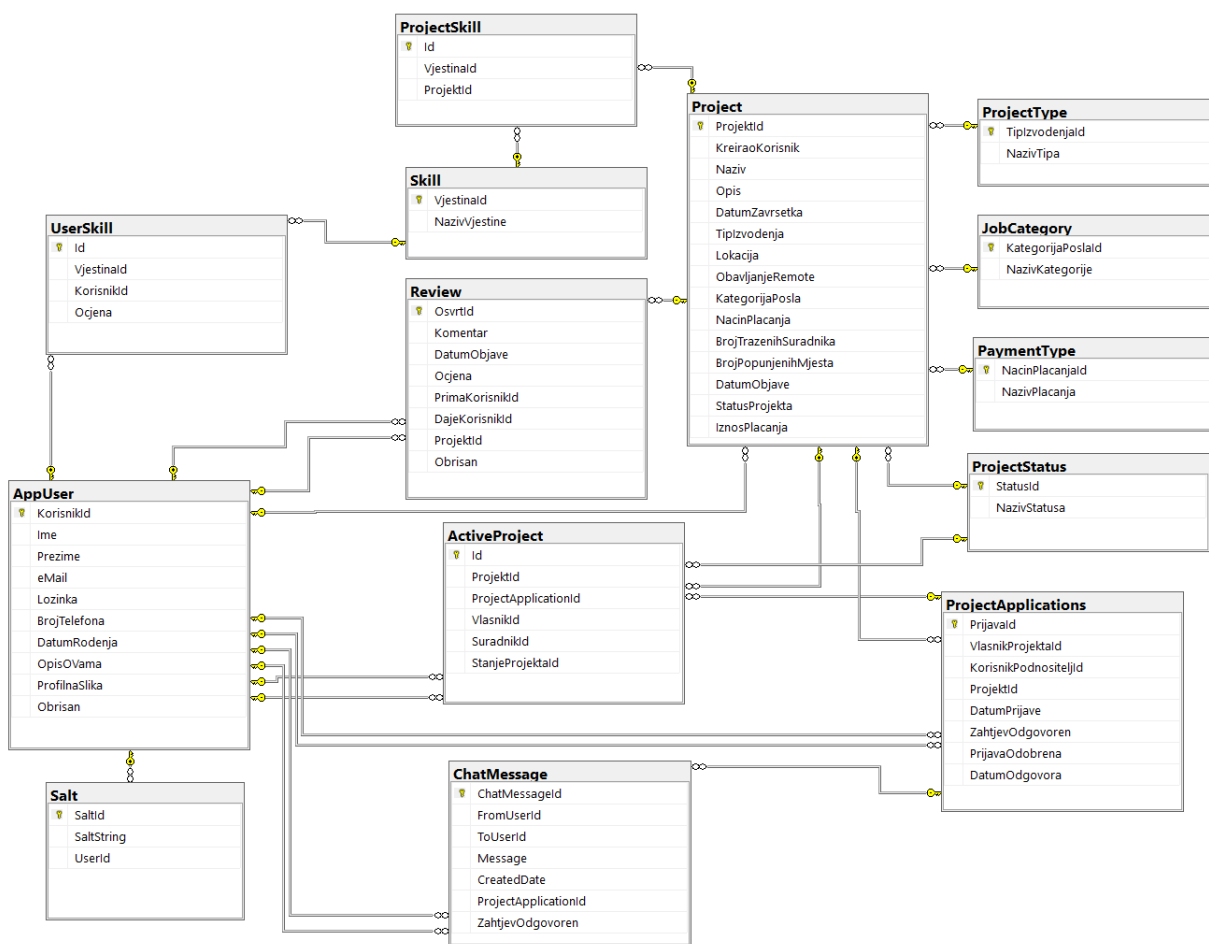 ProjectSkill
Id
VjestinaId
ProjektId
Project
ProjektId
KreiraoKorisnik
Naziv
Opis
DatumZavrsetka
TipIzvodenja
Lokacija
ObavljanjeRemote
KategorijaPosla
NacinPlacanja
BrojTrazenihSuradnika
BrojPopunjenihMjesta
DatumObjave
StatusProjekta
IznosPlacanja
ProjectType
TipIzvodenjaId
NazivTipa
Skill
VjestinaId
NazivVjestine
UserSkill
Id
VjestinaId
KorisnikId
Ocjena
JobCategory
KategorijaPoslaId
NazivKategorije
Review
OsvrtId
Komentar
DatumObjave
Ocjena
PrimaKorisnikId
DajeKorisnikId
ProjektId
Obrisan
PaymentType
NacinPlacanjaId
NazivPlacanja
ProjectStatus
StatusId
NazivStatusa
AppUser
KorisnikId
Ime
Prezime
eMail
Lozinka
BrojTelefona
DatumRodenja
OpisOVama
ProfilnaSlika
Obrisan
ActiveProject
Id
ProjektId
ProjectApplicationId
VlasnikId
SuradnikId
StanjeProjektaId
ProjectApplications
PrijavaId
VlasnikProjektaId
KorisnikPodnositeljId
ProjektId
DatumPrijave
ZahtjevOdgovoren
PrijavaOdobrena
DatumOdgovora
Salt
SaltId
SaltString
UserId
ChatMessage
ChatMessageId
FromUserId
ToUserId
Message
CreatedDate
ProjectApplicationId
ZahtjevOdgovoren